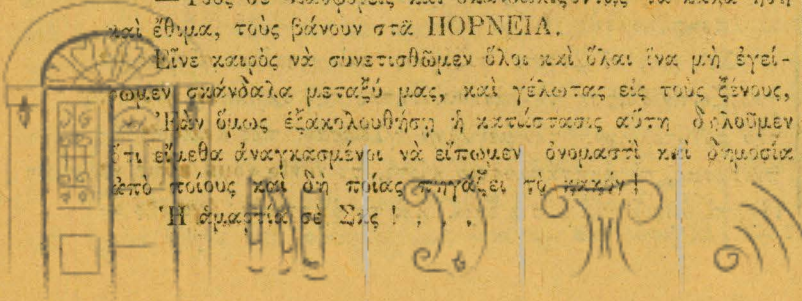 καὶ ἔθιμα, τοὺς βάνουν στὰ ΠΟΡΝΕΙΑ.
Εἶνε καιρὸς νὰ συνετισθῶμεν ὅλοι καὶ ὅλαι ἵνα μὴ ἐγεί-
ρωμεν σκάνδαλα μεταξύ μας, καὶ γέλωτας εἰς τοὺς ξένους,
Ἐὰν ὅμως ἐξακολουθήσῃ ἡ κατάστασις αὕτη δηλοῦμεν
ὅτι εἴμεθα ἀναγκασμένοι νὰ εἴπωμεν ὀνομαστὶ καὶ δημοσίᾳ
ἀπὸ ποίους καὶ δὴ ποίας πηγάζει τὸ κακόν!
Ἡ ἁμαρτία σὲ Σᾶς! . . .